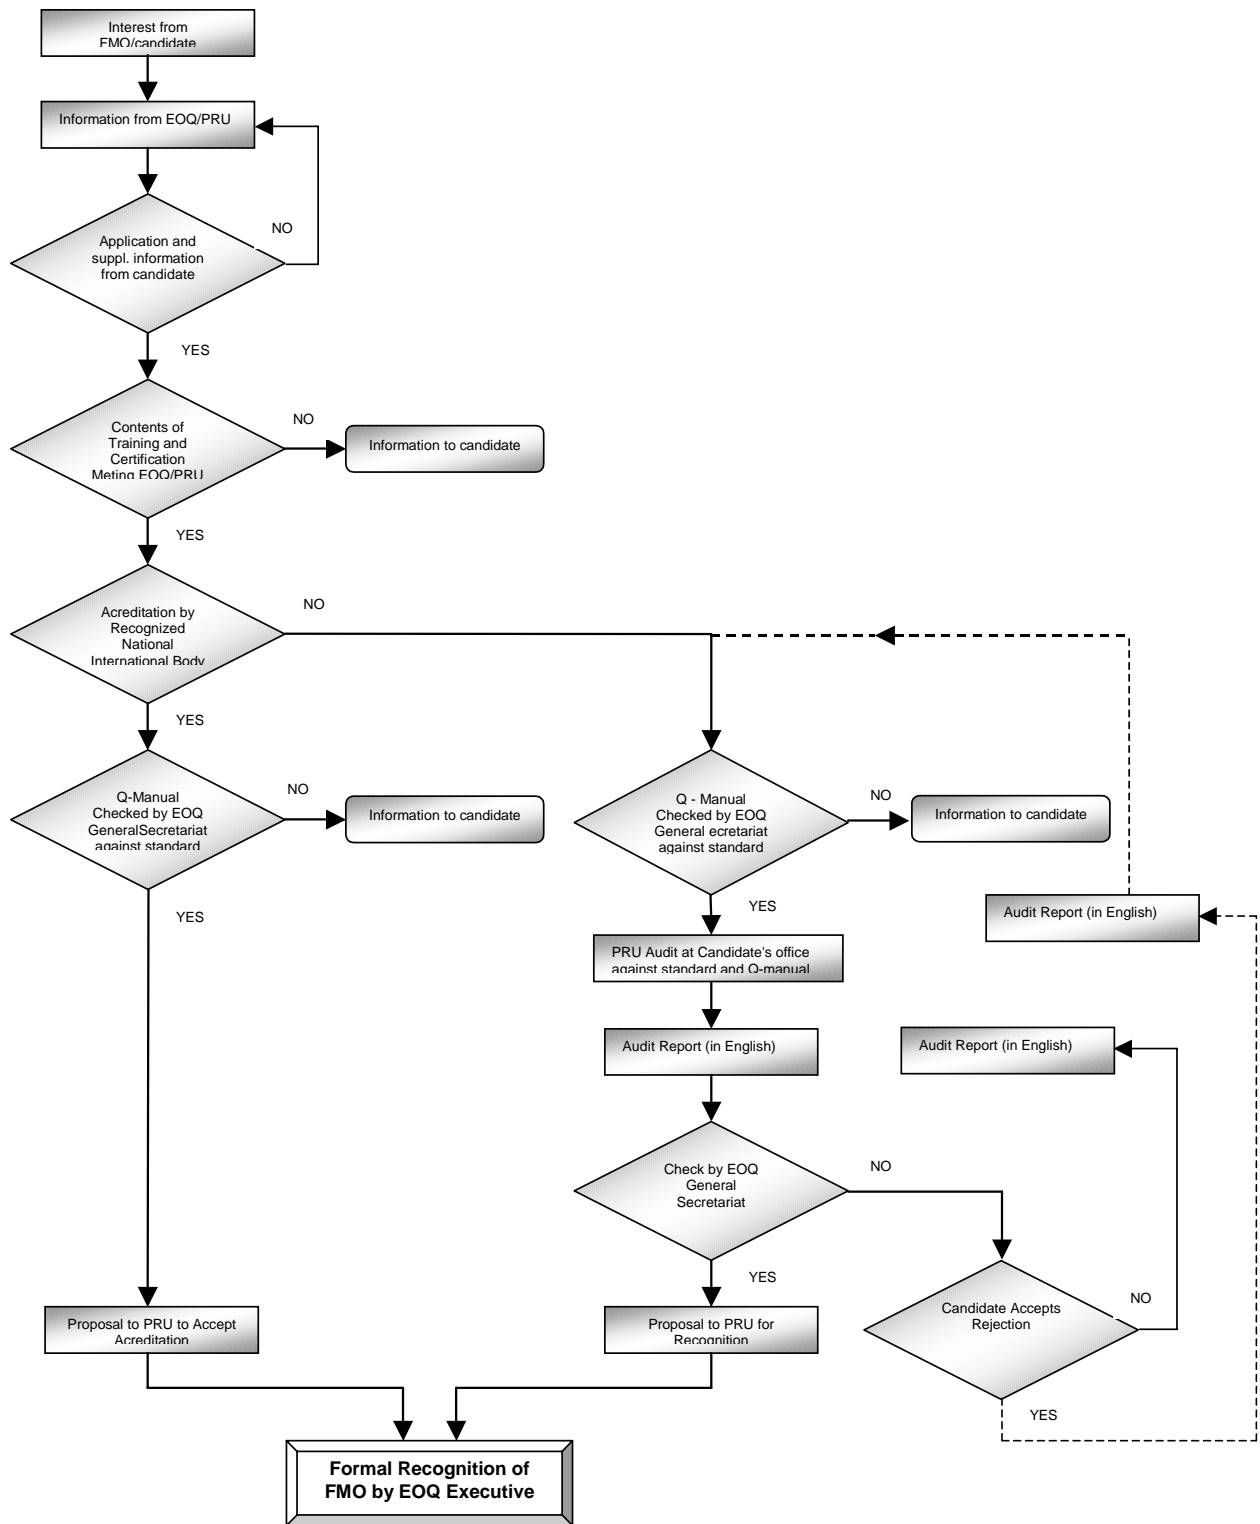 Interest from
FMO/candidate
Information from EOQ/PRU
NO
Application and
suppl. information
from candidate
YES
NO
Contents of
Training and
Certification
Meting EOQ/PRU
Information to candidate
YES
NO
Acreditation by
Recognized
National
International Body
YES
NO
Q-Manual
Checked by EOQ
GeneralSecretariat
against standard
Information to candidate
YES
NO
Q - Manual
Checked by EOQ
General ecretariat
against standard
Information to candidate
YES
Audit Report (in English)
PRU Audit at Candidate's office
against standard and Q-manual
Audit Report (in English)
Audit Report (in English)
Check by EOQ
General
Secretariat
NO
YES
Candidate Accepts
Rejection
NO
YES
Proposal to PRU to Accept
Acreditation
Proposal to PRU for
Recognition
Formal Recognition of
FMO by EOQ Executive